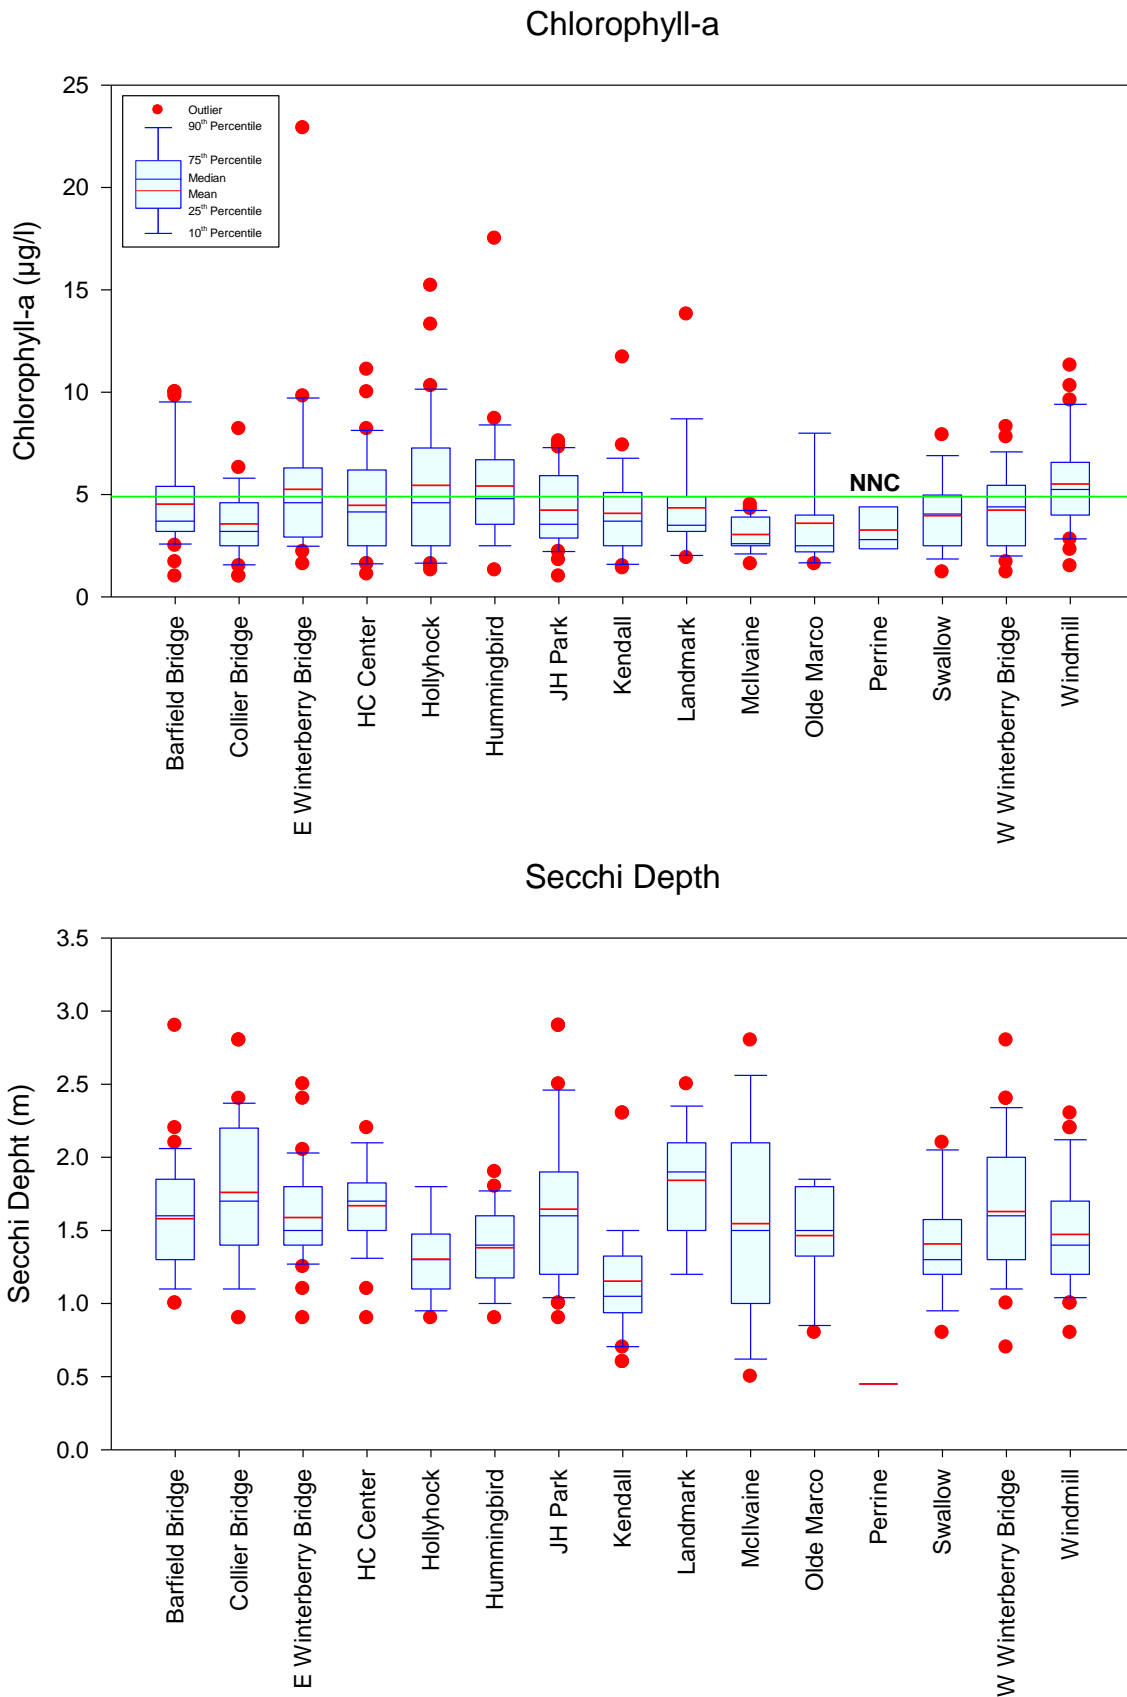 Chlorophyll-a
Chlorophyll-a (µg/l)
25
20
15
10
5
0
Outlier
90th Percentile
75th Percentile
Median
Mean
25th Percentile
10th Percentile
NNC
Barfield Bridge
Collier Bridge
E Winterberry Bridge
HC Center
Hollyhock
Hummingbird
JH Park
Kendall
Landmark
McIlvaine
Olde Marco
Perrine
Swallow
W Winterberry Bridge
Windmill
Secchi Depth
Secchi Depht (m)
3.5
3.0
2.5
2.0
1.5
1.0
0.5
0.0
Barfield Bridge
Collier Bridge
E Winterberry Bridge
HC Center
Hollyhock
Hummingbird
JH Park
Kendall
Landmark
McIlvaine
Olde Marco
Perrine
Swallow
W Winterberry Bridge
Windmill